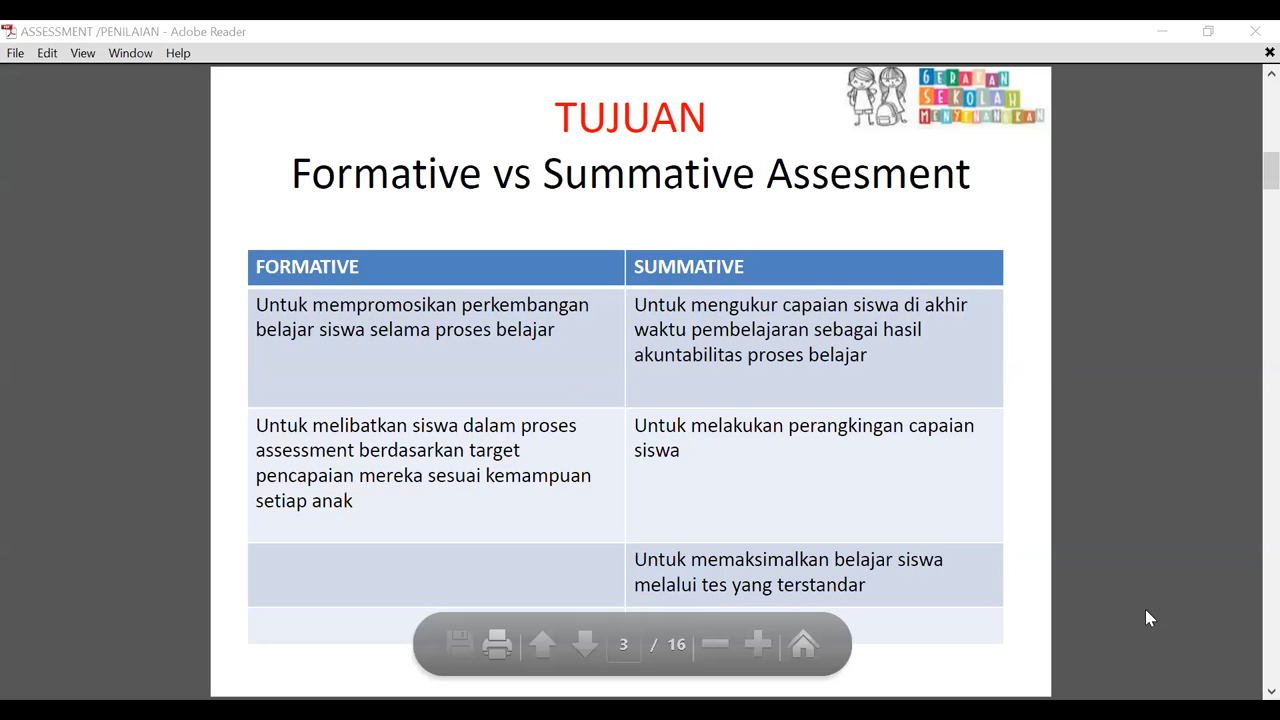 ASSESSMENT /PENILAIAN - Adobe Reader
File Edit View Window Help
GERAKAN
SEKOLAH
MENYENANGKAN
TUJUAN
Formative vs Summative Assesment
FORMATIVE
SUMMATIVE
Untuk mempromosikan perkembangan
belajar siswa selama proses belajar
Untuk mengukur capaian siswa di akhir
waktu pembelajaran sebagai hasil
akuntabilitas proses belajar
Untuk melibatkan siswa dalam proses
assessment berdasarkan target
pencapaian mereka sesuai kemampuan
setiap anak
Untuk melakukan perangkingan capaian
siswa
Untuk memaksimalkan belajar siswa
melalui tes yang terstandar
3 / 16